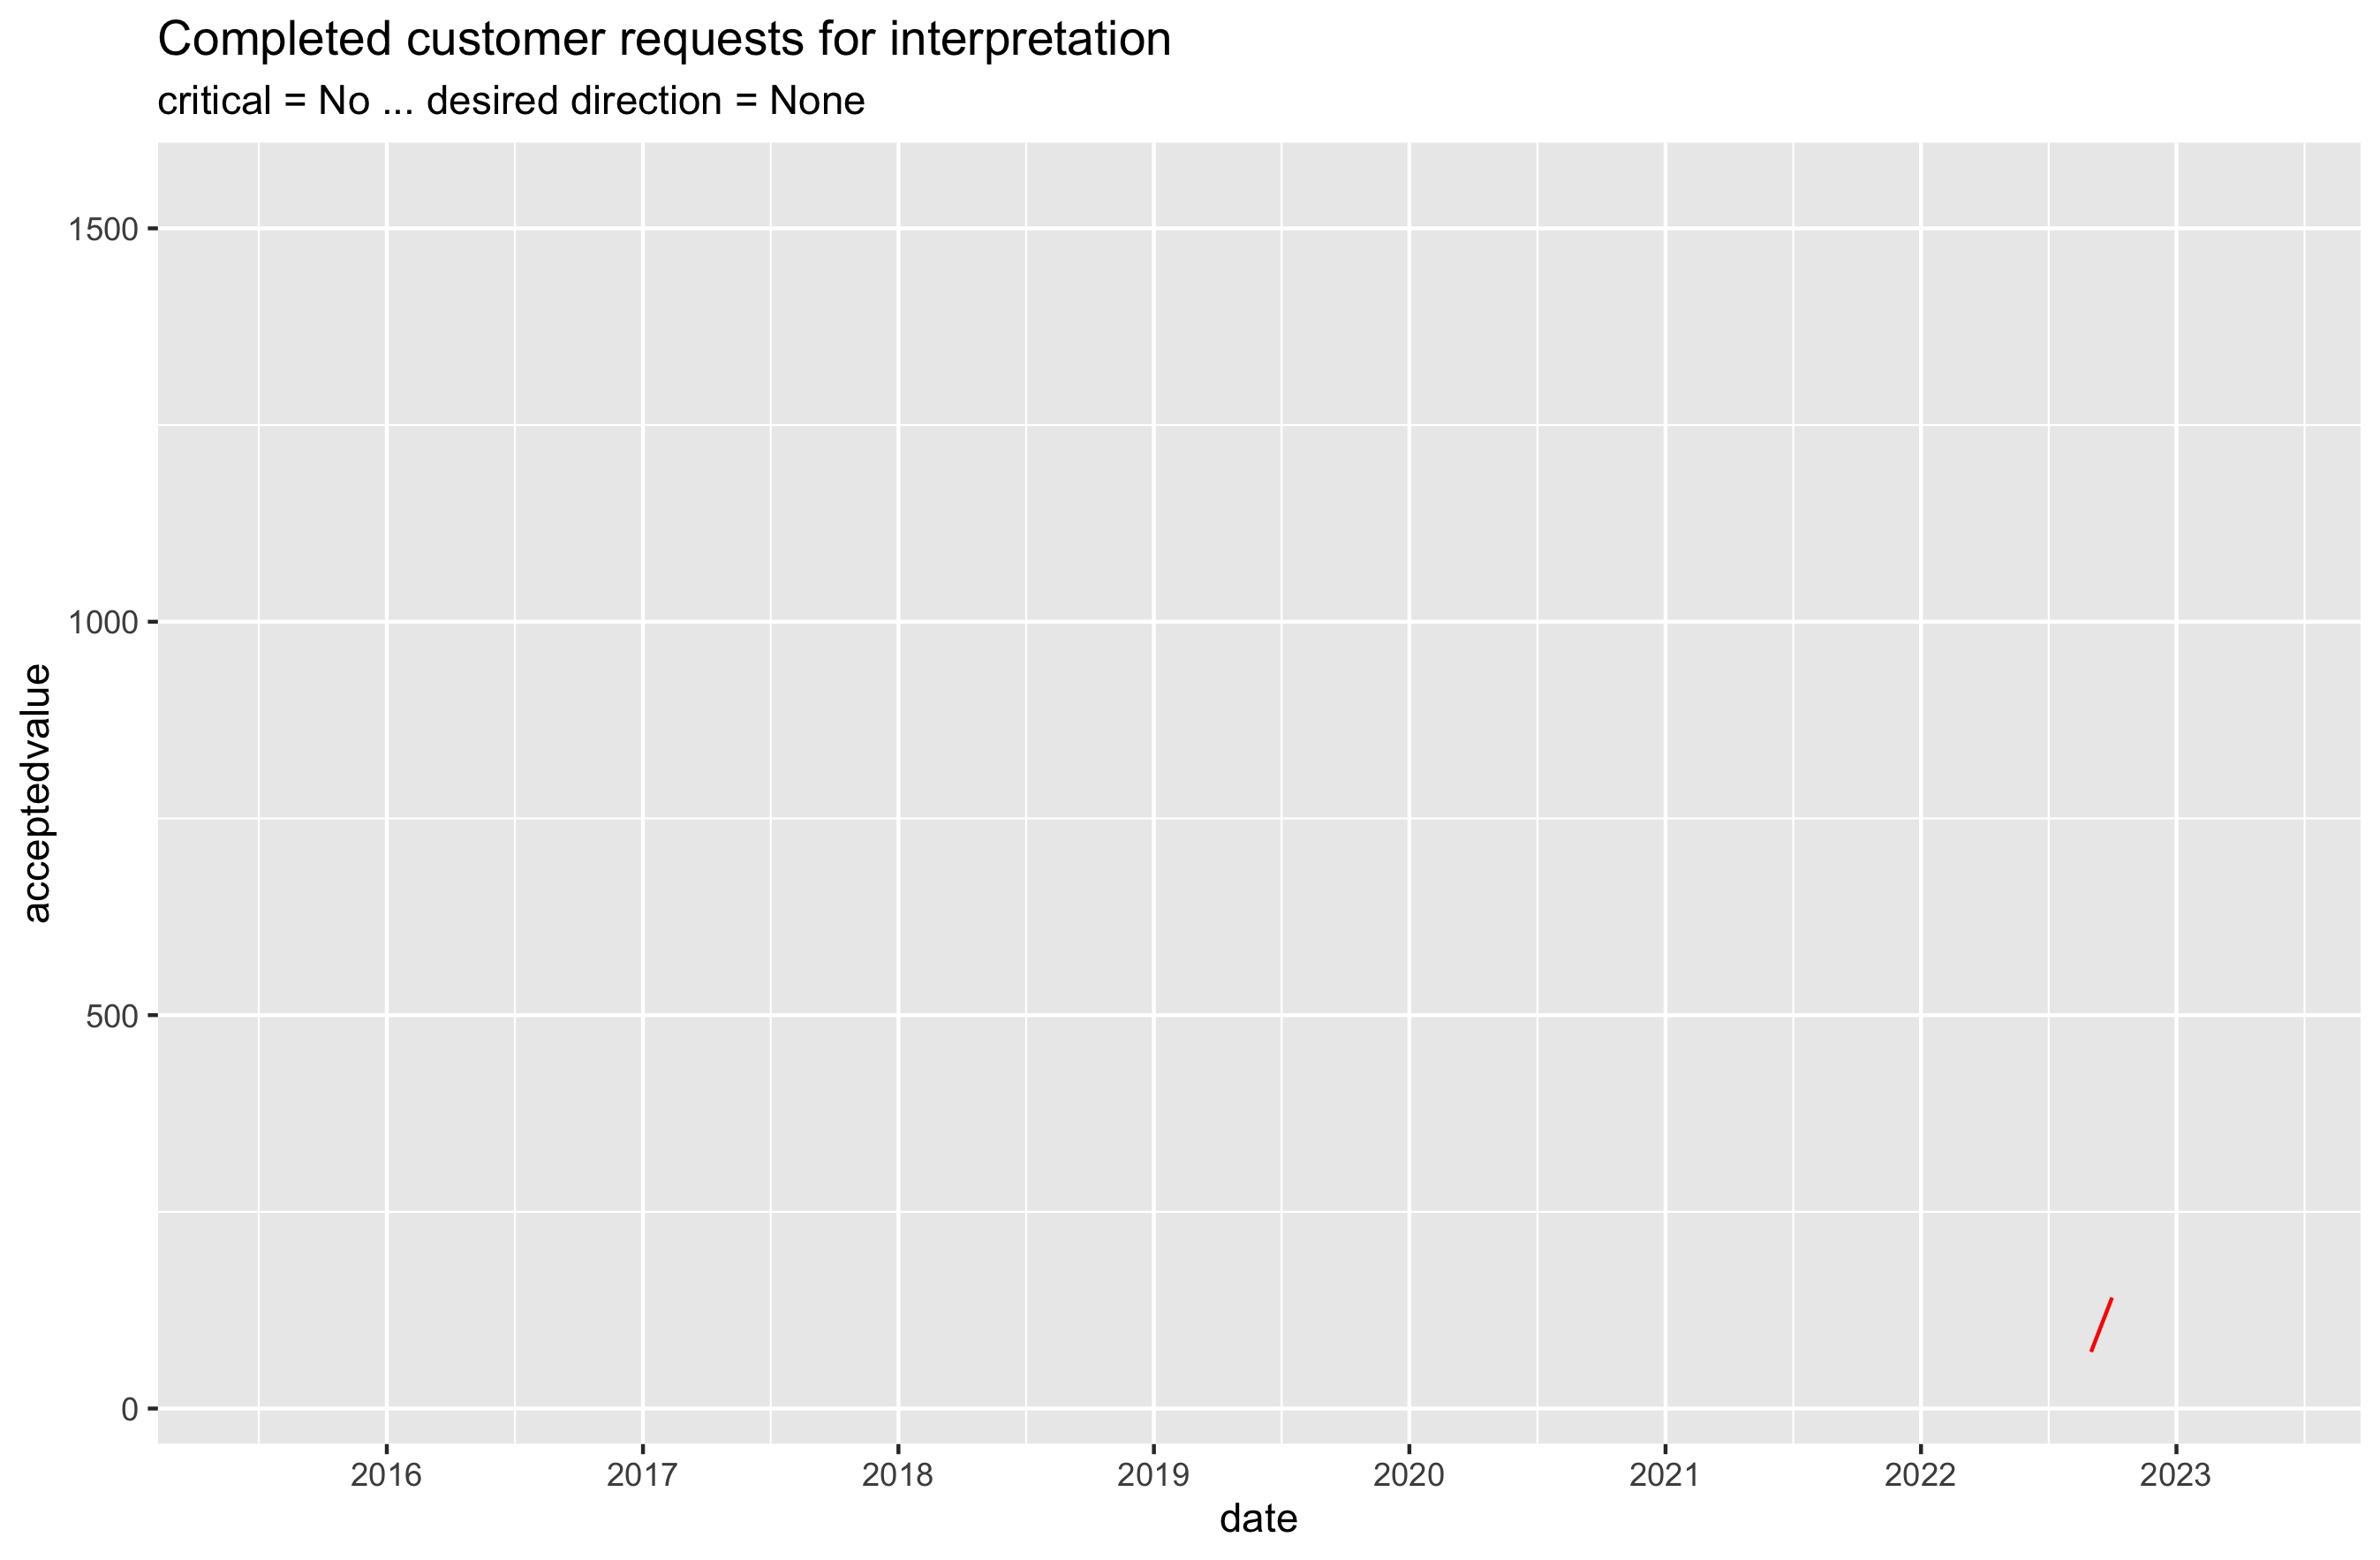 Completed customer requests for interpretation
critical = No ... desired direction = None
1500
1000
500
0
acceptedvalue
2016 2017 2018 2019 2020 2021 2022 2023
date